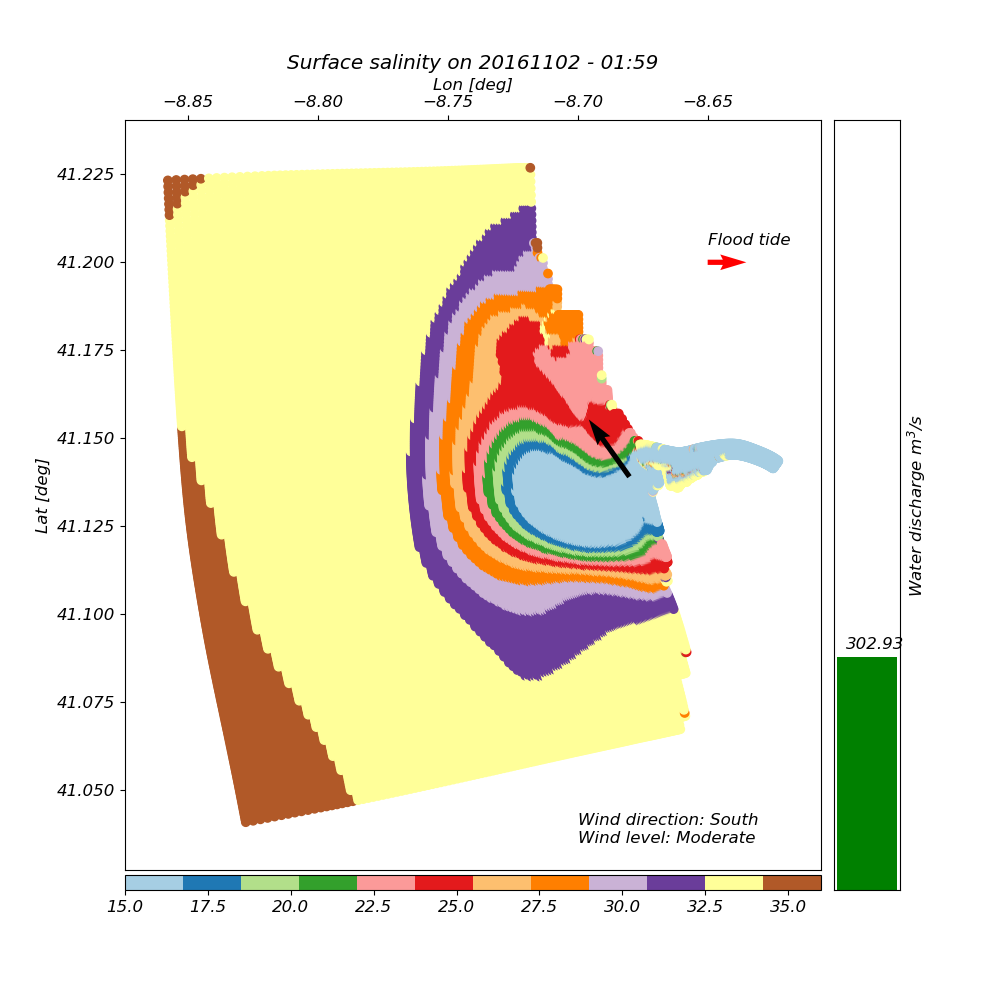 Surface salinity on 20161102 - 01:59
Lon [deg]
−8.85 −8.80 −8.75 −8.70 −8.65
41.225
41.200
41.175
41.150
41.125
41.100
41.075
41.050
Lat [deg]
Flood tide
Wind direction: South
Wind level: Moderate
302.93
Water discharge m³/s
15.0 17.5 20.0 22.5 25.0 27.5 30.0 32.5 35.0